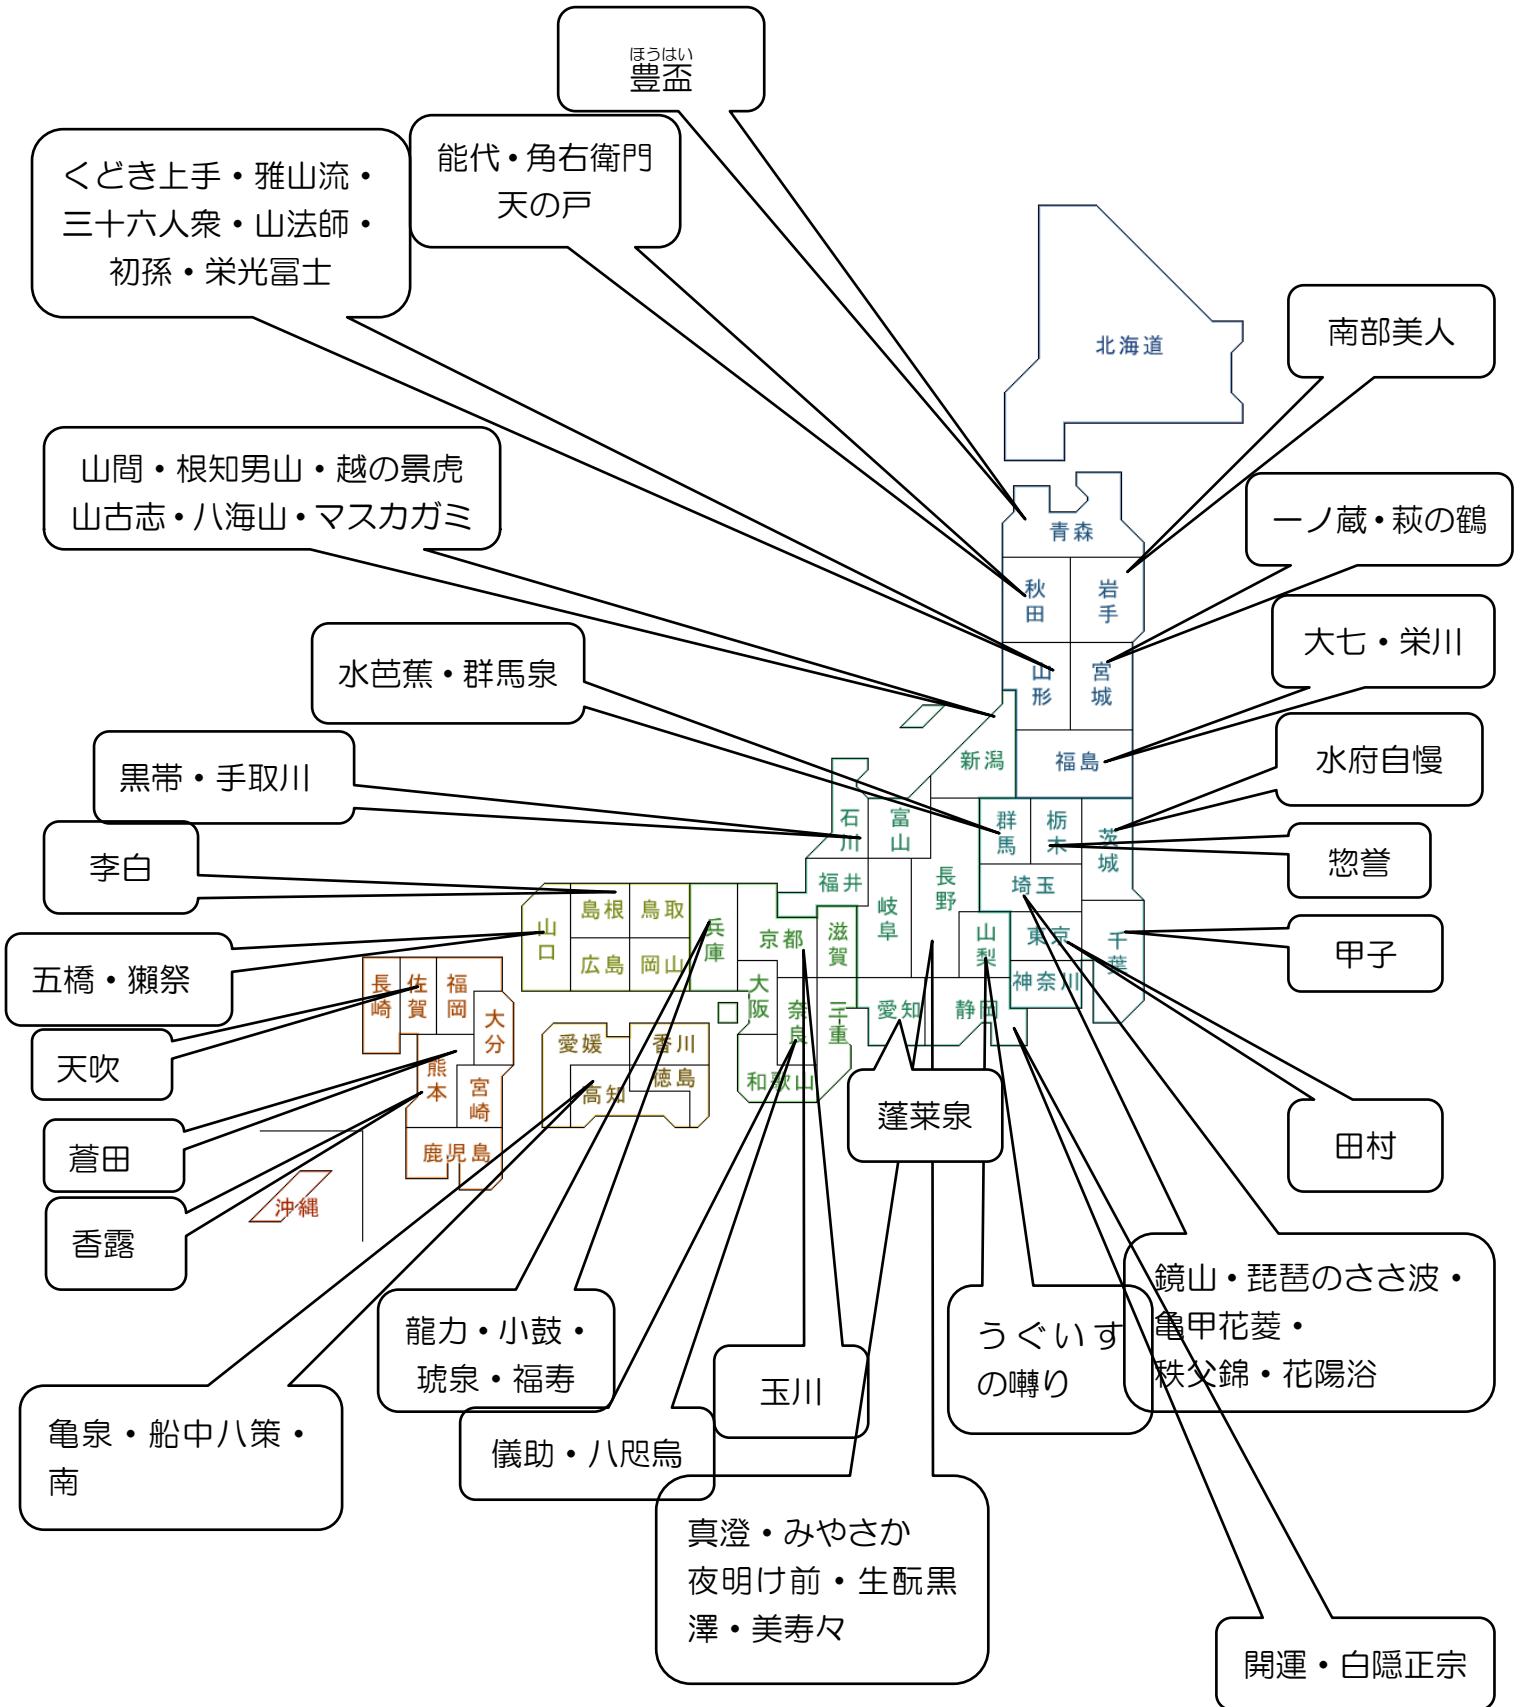 ほうはい
豊盃
くどき上手・雅山流・
三十六人衆・山法師・
初孫・栄光冨士
能代・角右衛門
天の戸
北海道
南部美人
山間・根知男山・越の景虎
山古志・八海山・マスカガミ
青森
一ノ蔵・萩の鶴
秋田
岩手
水芭蕉・群馬泉
大七・栄川
山形
宮城
新潟
福島
水府自慢
黒帯・手取川
石川
富山
群馬
栃木
茨城
惣誉
李白
福井
長野
埼玉
島根
鳥取
岐阜
山口
兵庫
京都
滋賀
山梨
東京
千葉
甲子
五橋・獺祭
広島
岡山
長崎
佐賀
福岡
大阪
神奈川
大分
奈良
三重
愛知
静岡
天吹
愛媛
香川
熊本
宮崎
高知
徳島
和歌山
蓬莱泉
田村
蒼田
鹿児島
沖縄
香露
鏡山・琵琶のささ波・
亀甲花菱・
秩父錦・花陽浴
龍力・小鼓・
琥泉・福寿
うぐいす
の囀り
玉川
亀泉・船中八策・
南
儀助・八咫烏
真澄・みやさか
夜明け前・生酛黒
澤・美寿々
開運・白隠正宗